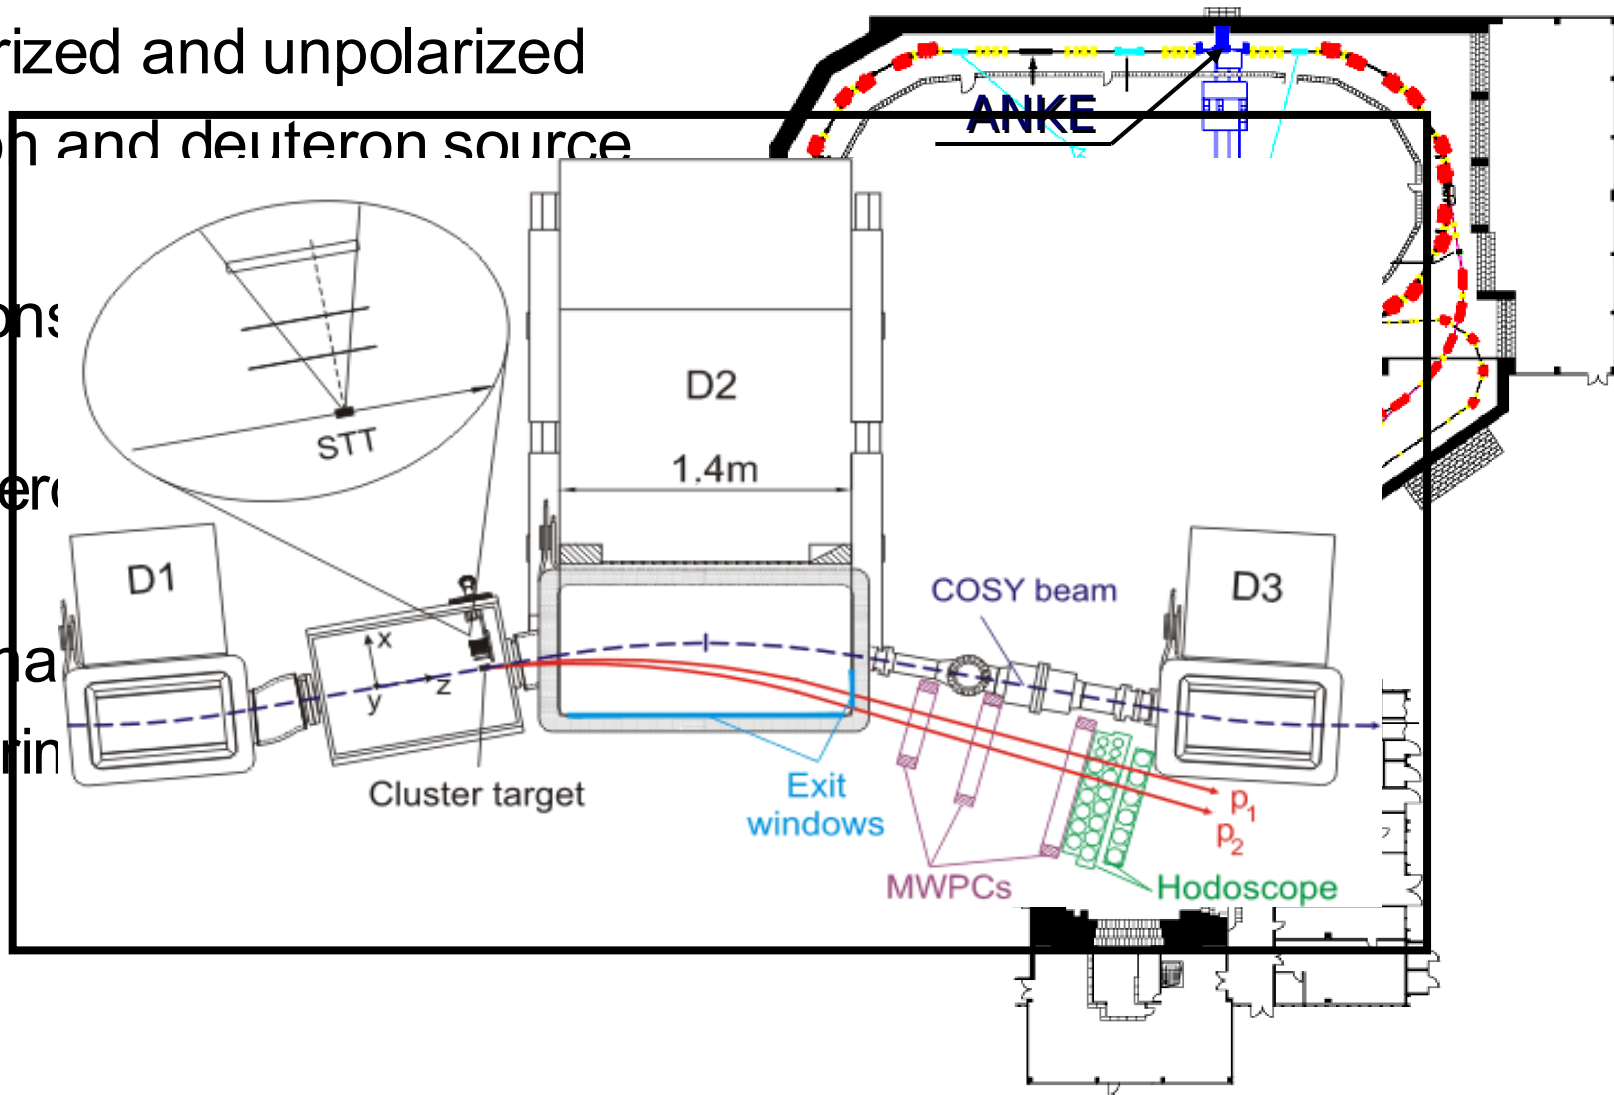 and unpolarized
and deuteron source
ANKE
STT
D2
1.4m
D1
D3
COSY beam
x
z
y
Cluster target
Exit
windows
p1
p2
MWPCs
Hodoscope